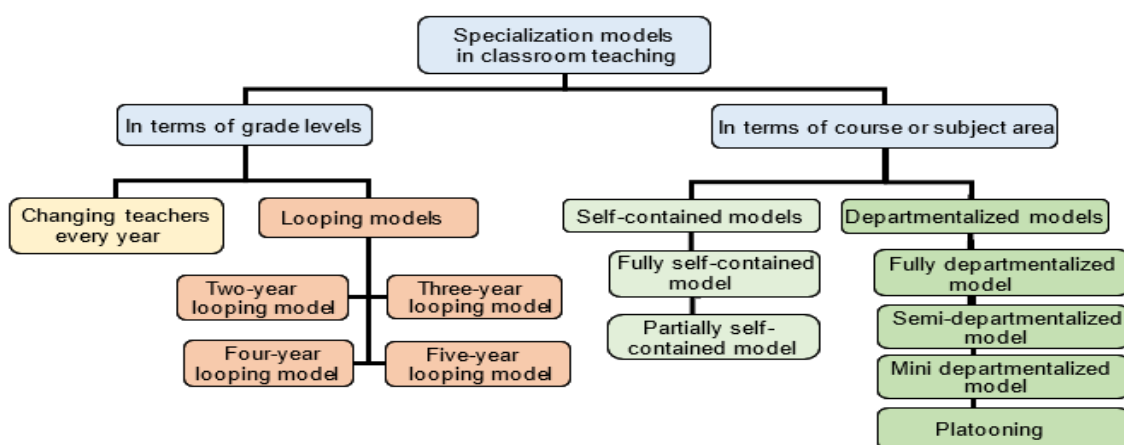 Specialization models
in classroom teaching
In terms of grade levels
In terms of course or subject area
Changing teachers
every year
Looping models
Two-year
looping model
Three-year
looping model
Four-year
looping model
Five-year
looping model
Self-contained models
Fully self-contained
model
Partially self-
contained model
Departmentalized models
Fully departmentalized
model
Semi-departmentalized
model
Mini departmentalized
model
Platooning